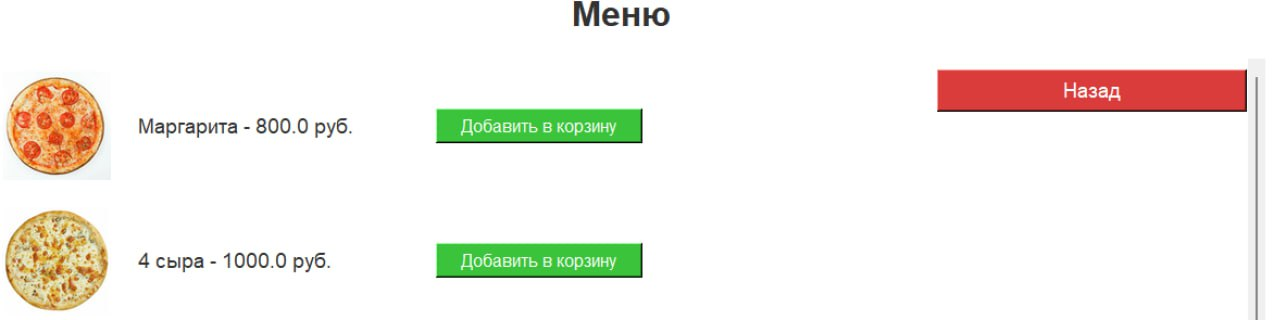 Меню
Назад
Маргарита - 800.0 руб.
Добавить в корзину
4 сыра - 1000.0 руб.
Добавить в корзину